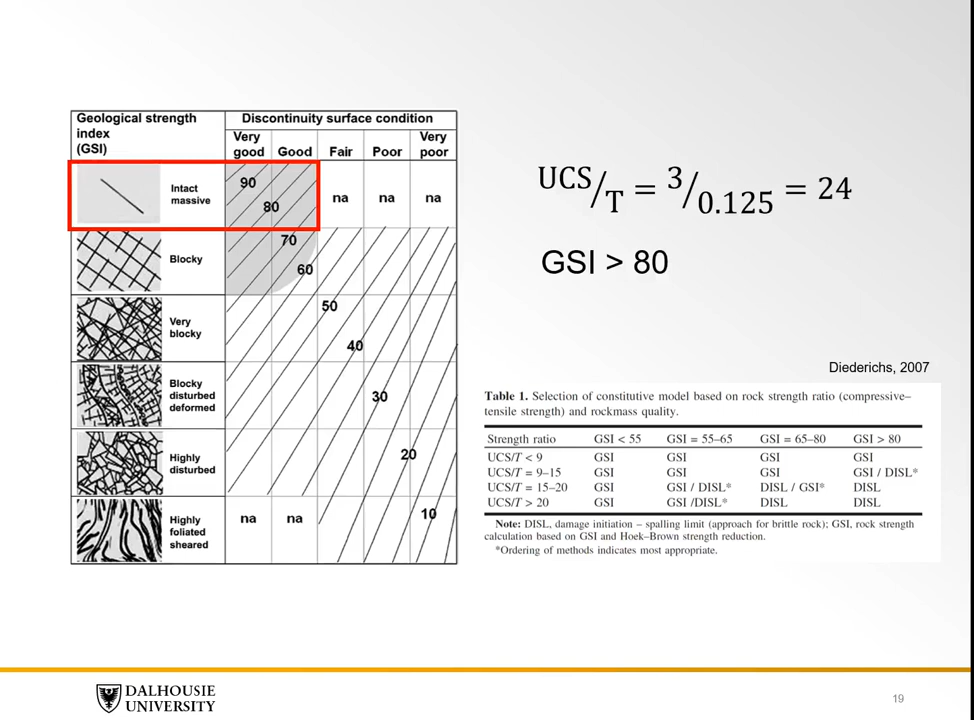 Geological strength
index
(GSI)
Discontinuity surface condition
Very
good
Good
Fair
Poor
Very
poor
Intact
massive
90
80
na
na
na
Blocky
70
60
Very
blocky
50
40
Blocky
disturbed
deformed
30
Highly
disturbed
20
Highly
foliated
sheared
na
na
10
UCS/T = 3/0.125 = 24
GSI > 80
Diederichs, 2007
Table 1. Selection of constitutive model based on rock strength ratio (compressive–
tensile strength) and rockmass quality.
Strength ratio GSI < 55 GSI = 55–65 GSI = 65–80 GSI > 80
UCS/T < 9 GSI GSI GSI GSI
UCS/T = 9–15 GSI GSI GSI GSI / DISL*
UCS/T = 15–20 GSI GSI / DISL* DISL / GSI* DISL
UCS/T > 20 GSI GSI /DISL* DISL DISL
Note: DISL, damage initiation – spalling limit (approach for brittle rock); GSI, rock strength
calculation based on GSI and Hoek–Brown strength reduction.
*Ordering of methods indicates most appropriate.
DALHOUSIE
UNIVERSITY
19